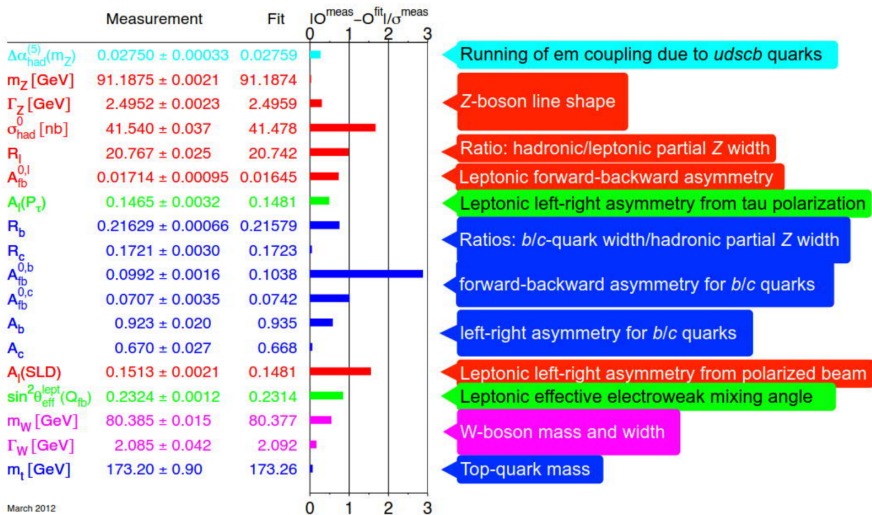 Measurement Fit |O^meas–O^fit|/σ^meas
0 1 2 3
Δα^(5)_had(m_Z) 0.02750 ± 0.00033 0.02759 Running of em coupling due to udscb quarks
m_Z [GeV] 91.1875 ± 0.0021 91.1874
Γ_Z [GeV] 2.4952 ± 0.0023 2.4959 Z-boson line shape
σ^0_had [nb] 41.540 ± 0.037 41.478
R_l 20.767 ± 0.025 20.742 Ratio: hadronic/leptonic partial Z width
A^0,l_fb 0.01714 ± 0.00095 0.01645 Leptonic forward-backward asymmetry
A_l(P_τ) 0.1465 ± 0.0032 0.1481 Leptonic left-right asymmetry from tau polarization
R_b 0.21629 ± 0.00066 0.21579
Ratios: b/c-quark width/hadronic partial Z width
R_c 0.1721 ± 0.0030 0.1723
A^0,b_fb 0.0992 ± 0.0016 0.1038
forward-backward asymmetry for b/c quarks
A^0,c_fb 0.0707 ± 0.0035 0.0742
A_b 0.923 ± 0.020 0.935
left-right asymmetry for b/c quarks
A_c 0.670 ± 0.027 0.668
A_l(SLD) 0.1513 ± 0.0021 0.1481 Leptonic left-right asymmetry from polarized beam
sin^2θ^lept_eff(Q_fb) 0.2324 ± 0.0012 0.2314 Leptonic effective electroweak mixing angle
m_W [GeV] 80.385 ± 0.015 80.377
W-boson mass and width
Γ_W [GeV] 2.085 ± 0.042 2.092
m_t [GeV] 173.20 ± 0.90 173.26 Top-quark mass
0 1 2 3
March 2012